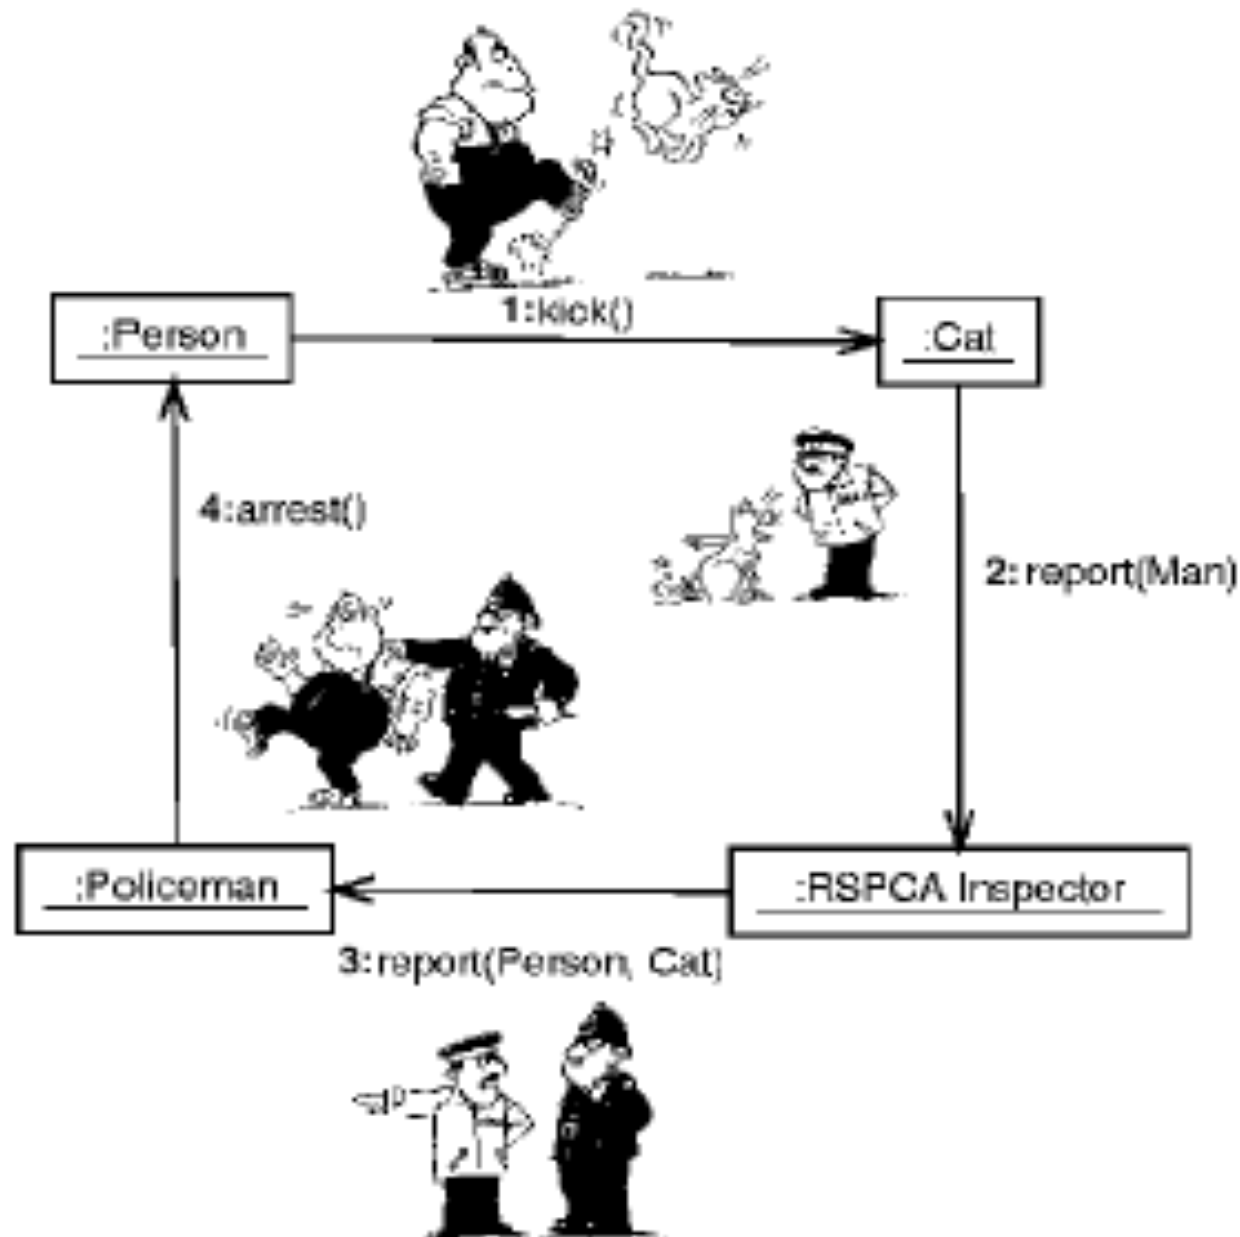 1:kick()
:Person
:Cat
4:arrest()
2: report(Man)
:Policeman
:RSPCA Inspector
3:report(Person, Cat)